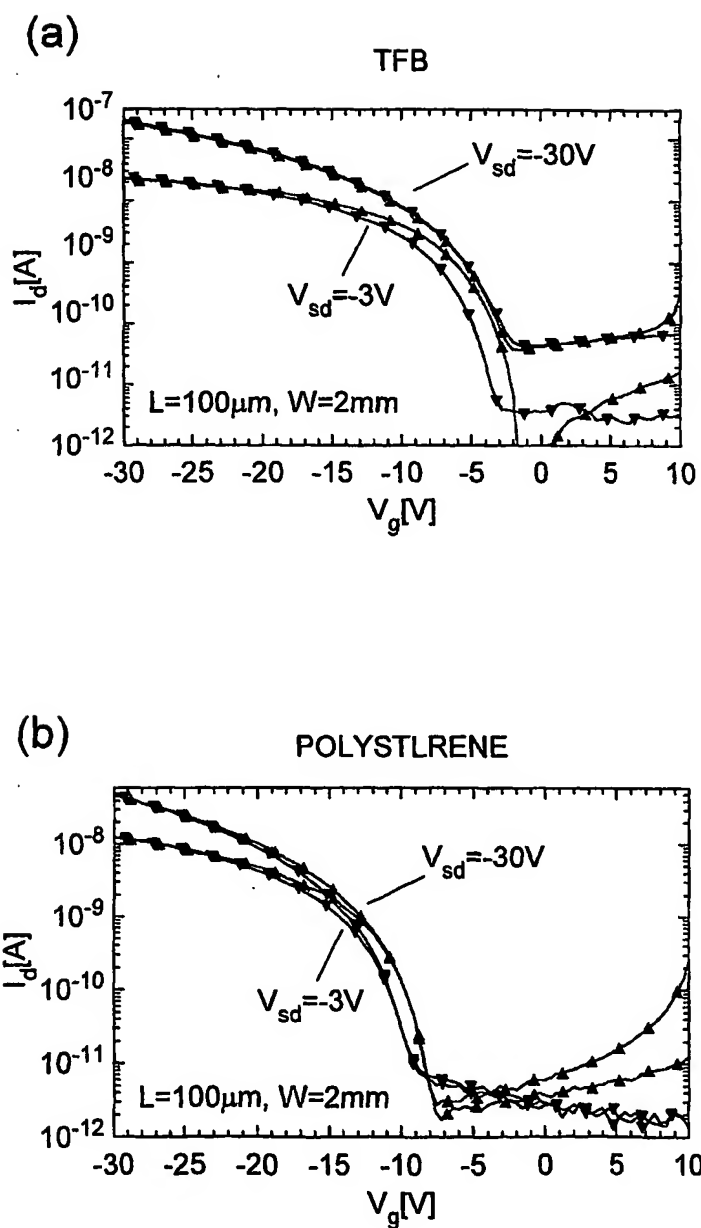 (a)
TFB
10⁻⁷
10⁻⁸
10⁻⁹
10⁻¹⁰
10⁻¹¹
10⁻¹²
I_d[A]
V_sd=-30V
V_sd=-3V
L=100μm, W=2mm
-30 -25 -20 -15 -10 -5 0 5 10
V_g[V]
(b)
POLYSTLRENE
10⁻⁸
10⁻⁹
10⁻¹⁰
10⁻¹¹
10⁻¹²
I_d[A]
V_sd=-30V
V_sd=-3V
L=100μm, W=2mm
-30 -25 -20 -15 -10 -5 0 5 10
V_g[V]